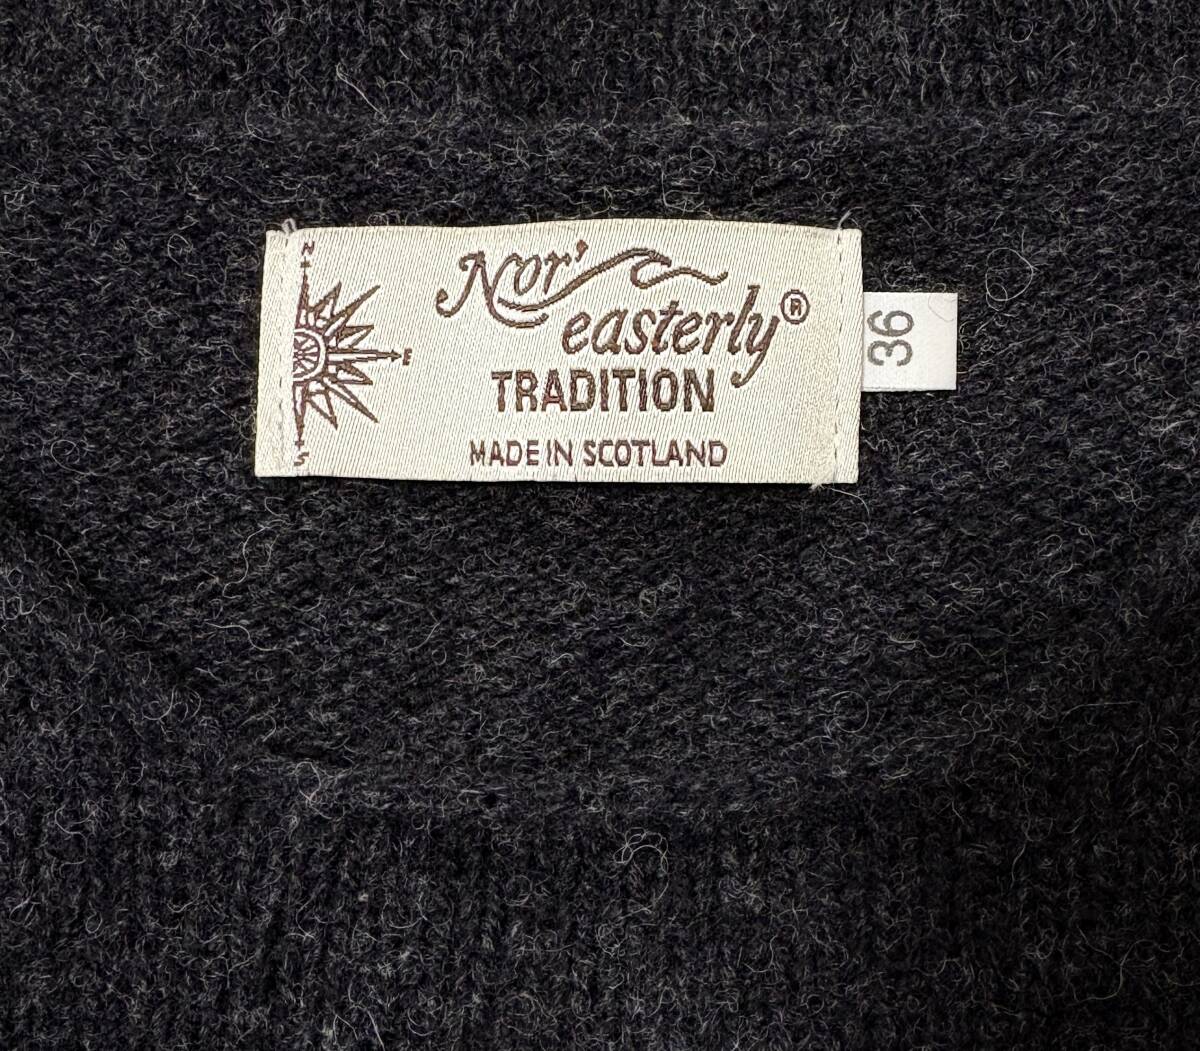 N
E
S
Nor'
easterly®
TRADITION
MADE IN SCOTLAND
36